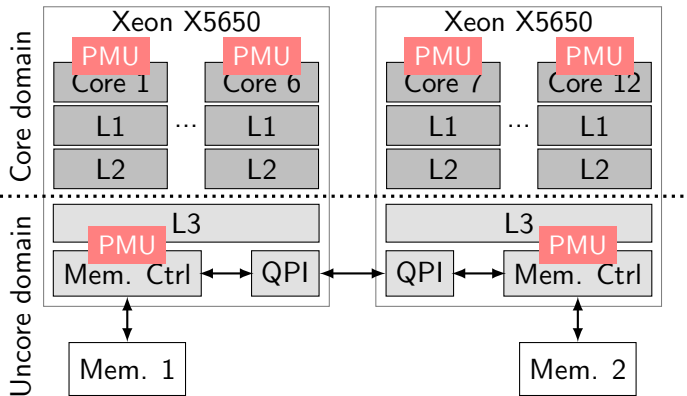 Xeon X5650 Xeon X5650
PMU PMU PMU PMU
Core 1 Core 6 Core 7 Core 12
L1 ... L1 L1 ... L1
L2 L2 L2 L2
Core domain
L3 L3
PMU PMU
Mem. Ctrl QPI QPI Mem. Ctrl
Uncore domain
Mem. 1 Mem. 2